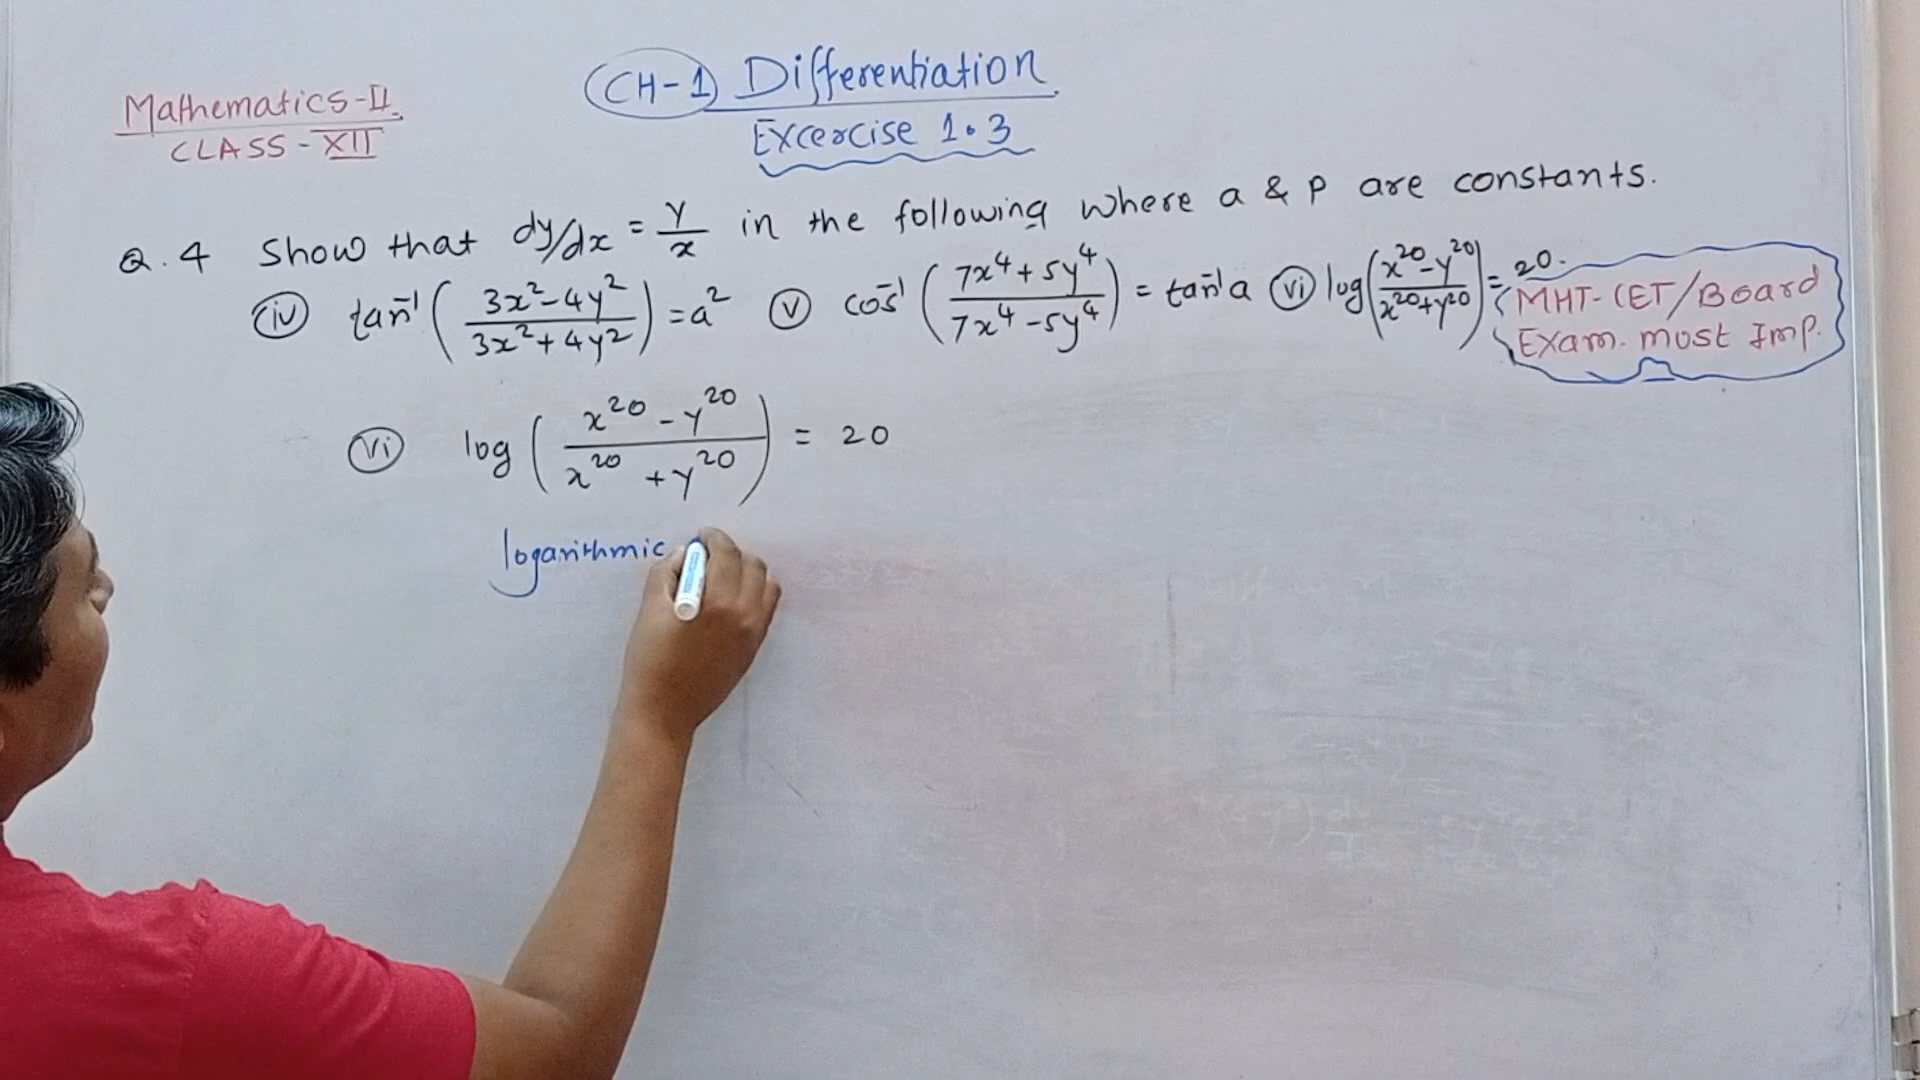 Mathematics-II
CLASS-XII
CH-1 Differentiation
Excercise 1.3
Q.4 Show that dy/dx = y/x in the following where a & p are constants.
(iv) tan⁻¹((3x²-4y²)/(3x²+4y²)) = a² (v) cos⁻¹((7x⁴+5y⁴)/(7x⁴-5y⁴)) = tan⁻¹a (vi) log((x²⁰-y²⁰)/(x²⁰+y²⁰)) = 20.
MHT-CET/Board
Exam. most Imp.
(vi) log((x²⁰-y²⁰)/(x²⁰+y²⁰)) = 20
logarithmic